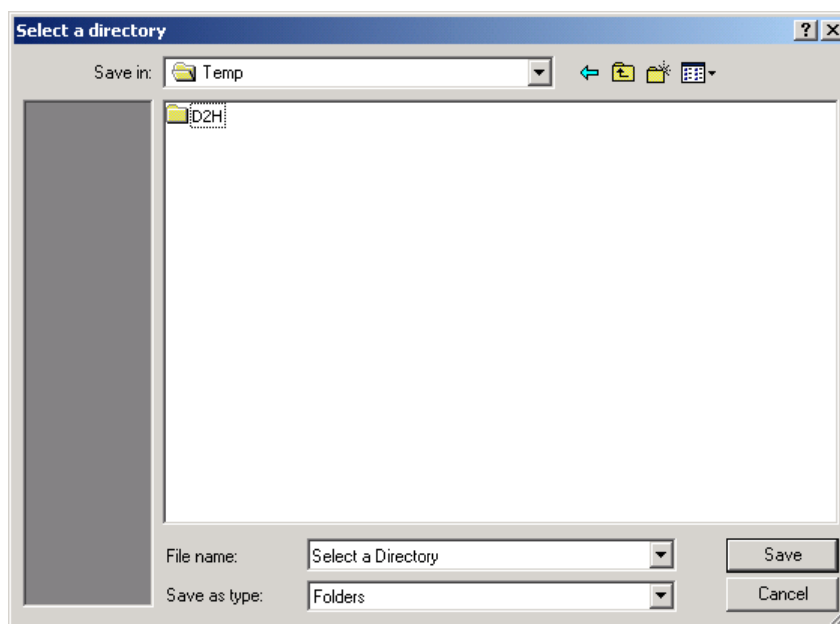 Select a directory
Save in: Temp
D2H
File name: Select a Directory Save
Save as type: Folders Cancel